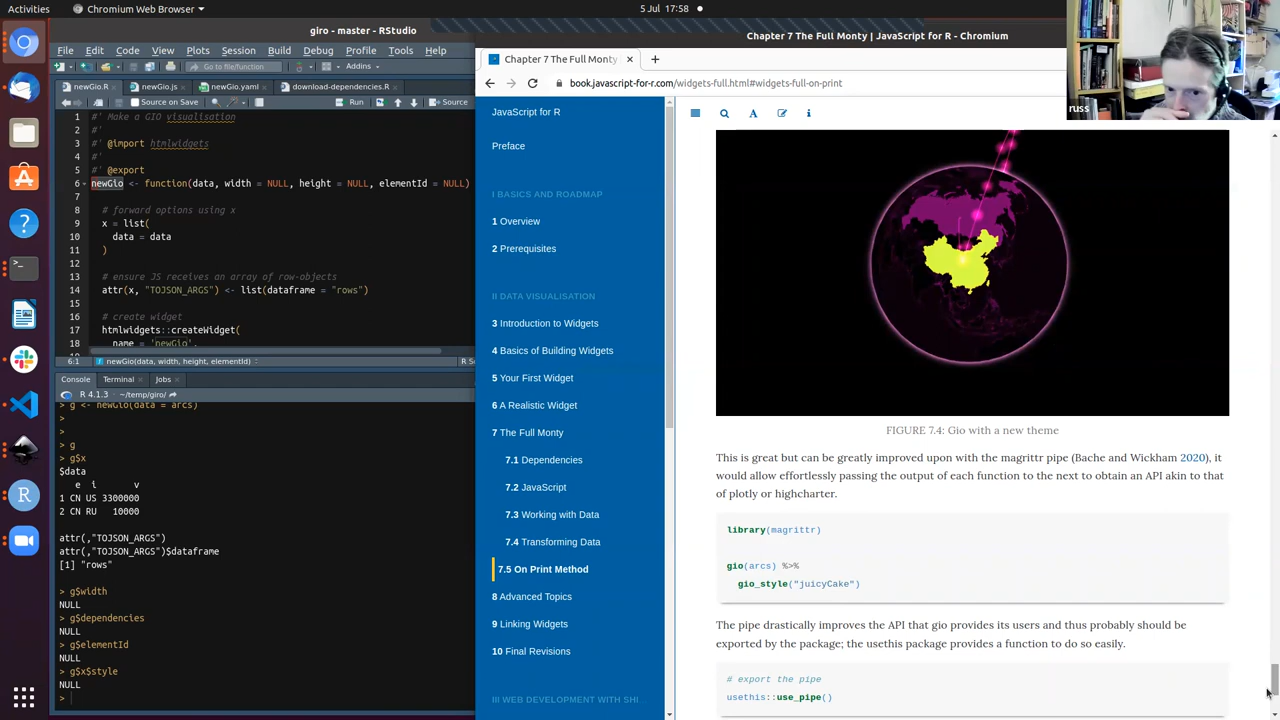 5 Mul 17:58
giro - master - RStudio
Chapter 7 The Full Monty | JavaScript for R - Chromium
russ
File Edit Code View Plots Session Build
Go to file/function
Addins
newGio.R × newGio.js × newGio.yaml × download-dependencies.R ×
Source on Save
1 #' Make a GIO visualisation
2 #'
3 #' @import htmlwidgets
4 #'
5 #' @export
6 newGio <- function(data, width = NULL, height = NULL, elementId = NULL)
7
8 # forward options using x
9 x = list(
10 data = data
11 )
12
13 # ensure JS receives an array of row-objects
14 attr(x, "TOJSON_ARGS") <- list(dataframe = "rows")
15
16 # create widget
17 htmlwidgets::createWidget(
18 name = 'newGio',
6:1 newGio(data, width, height, elementId) R S
Console Terminal × Jobs ×
R 4.1.3 · ~/temp/giro/
> g <- newGio(data = arcs)
>
>
> g
> g$x
$data
e i v
1 CN US 3300000
2 CN RU 10000
attr(,"TOJSON_ARGS")
attr(,"TOJSON_ARGS")$dataframe
[1] "rows"
> g$width
NULL
> g$dependencies
NULL
> g$elementId
NULL
> g$x$style
NULL
>
Chapter 7 The Full Monty ×
book.javascript-for-r.com/widgets-full.html#widgets-full-on-print
JavaScript for R
Preface
I BASICS AND ROADMAP
1 Overview
2 Prerequisites
II DATA VISUALISATION
3 Introduction to Widgets
4 Basics of Building Widgets
5 Your First Widget
6 A Realistic Widget
7 The Full Monty
7.1 Dependencies
7.2 JavaScript
7.3 Working with Data
7.4 Transforming Data
7.5 On Print Method
8 Advanced Topics
9 Linking Widgets
10 Final Revisions
III WEB DEVELOPMENT WITH SHI...
FIGURE 7.4: Gio with a new theme
This is great but can be greatly improved upon with the magrittr pipe (Bache and Wickham 2020), it
would allow effortlessly passing the output of each function to the next to obtain an API akin to that
of plotly or highcharter.
library(magrittr)
gio(arcs) %>%
gio_style("juicyCake")
The pipe drastically improves the API that gio provides its users and thus probably should be
exported by the package; the usethis package provides a function to do so easily.
# export the pipe
usethis::use_pipe()